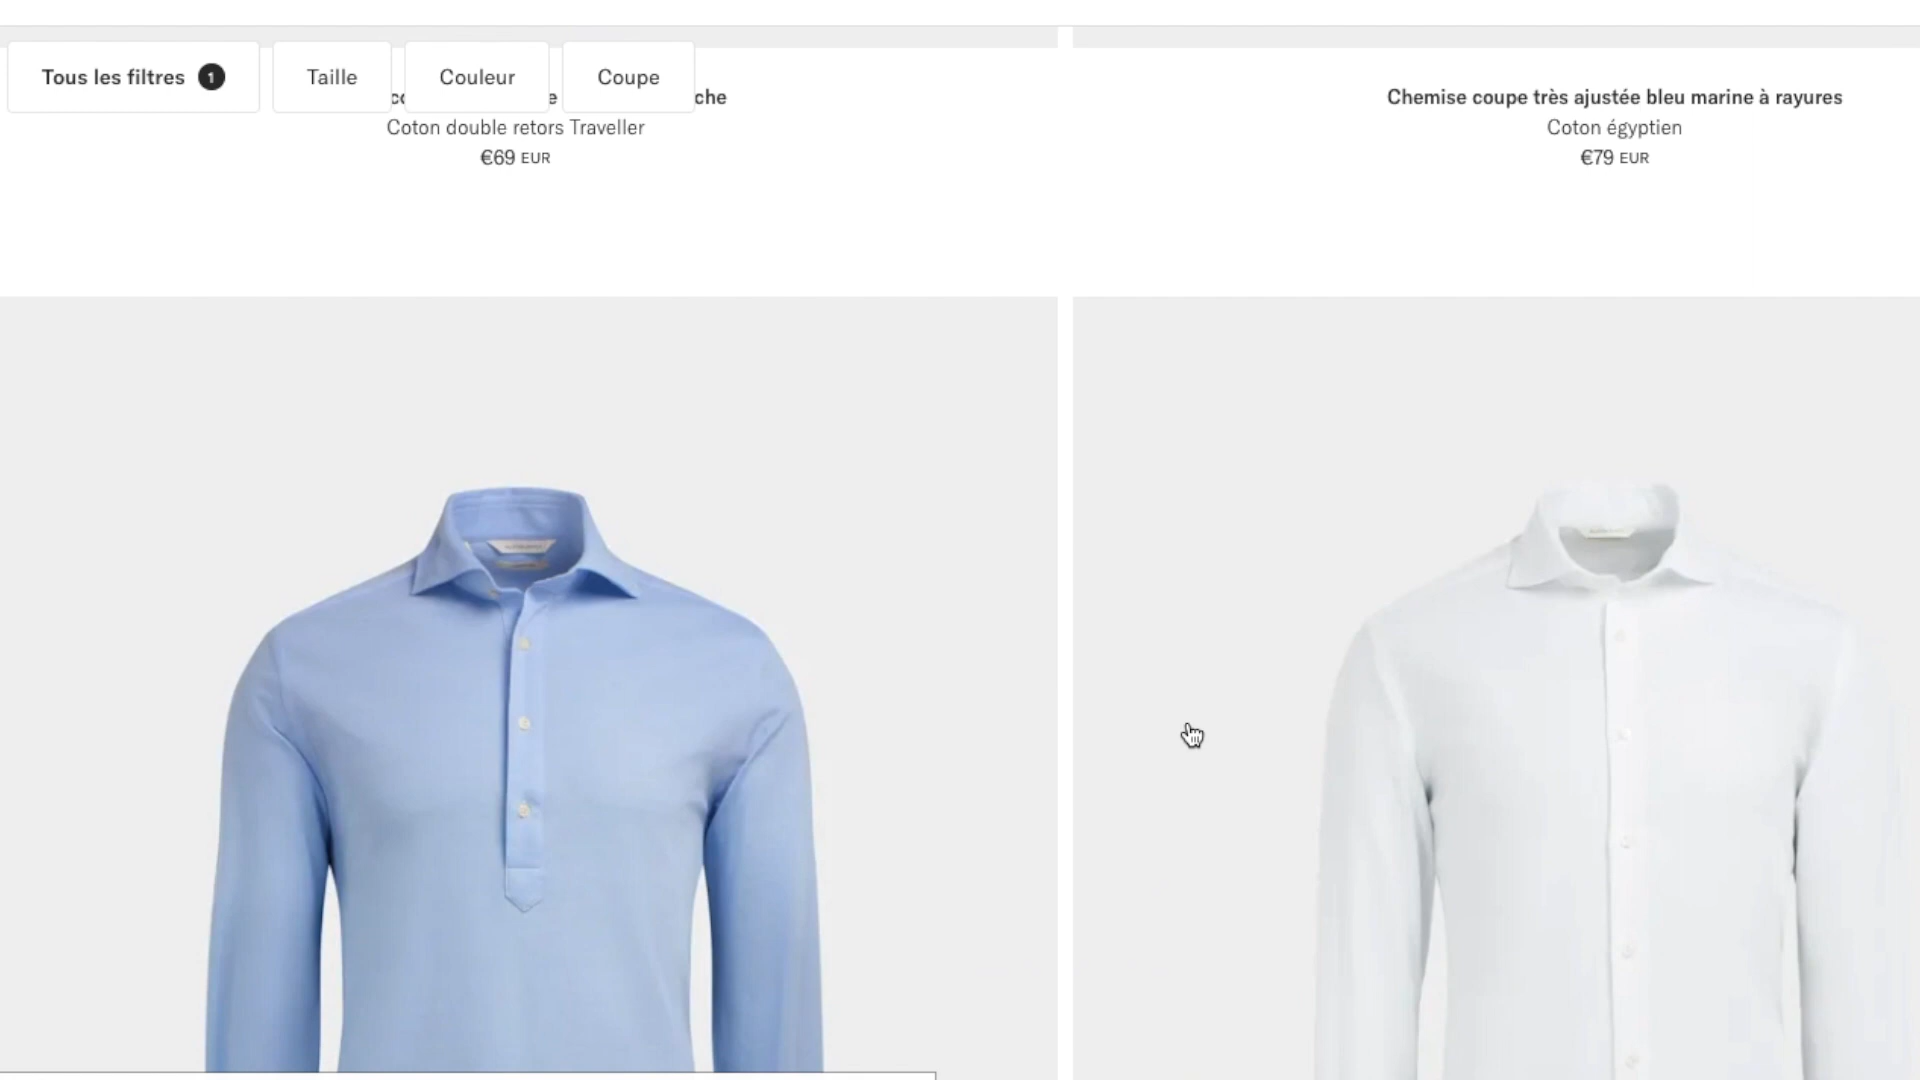 Tous les filtres 1
Taille
Couleur
Coupe
che
Coton double retors Traveller
€69 EUR
Chemise coupe très ajustée bleu marine à rayures
Coton égyptien
€79 EUR